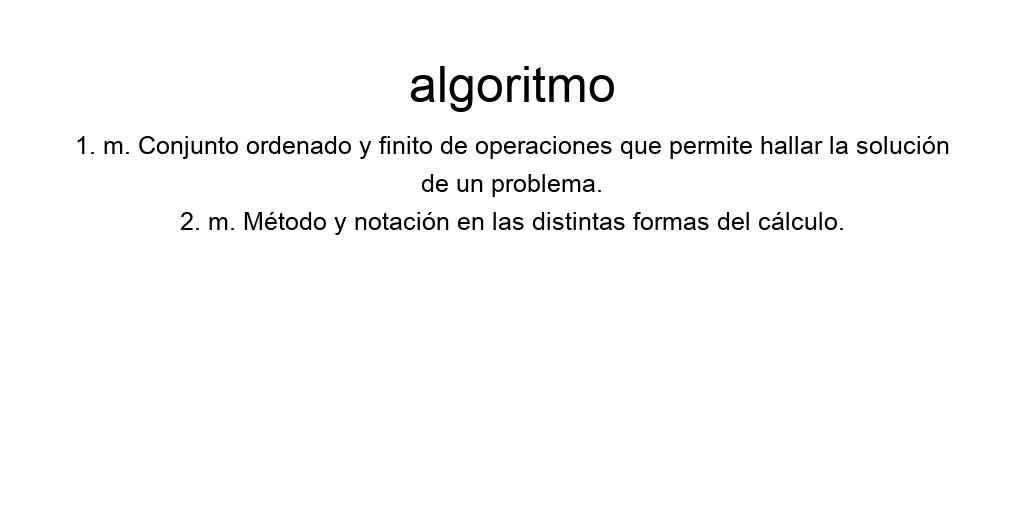 algoritmo
1. m. Conjunto ordenado y finito de operaciones que permite hallar la solución
de un problema.
2. m. Método y notación en las distintas formas del cálculo.